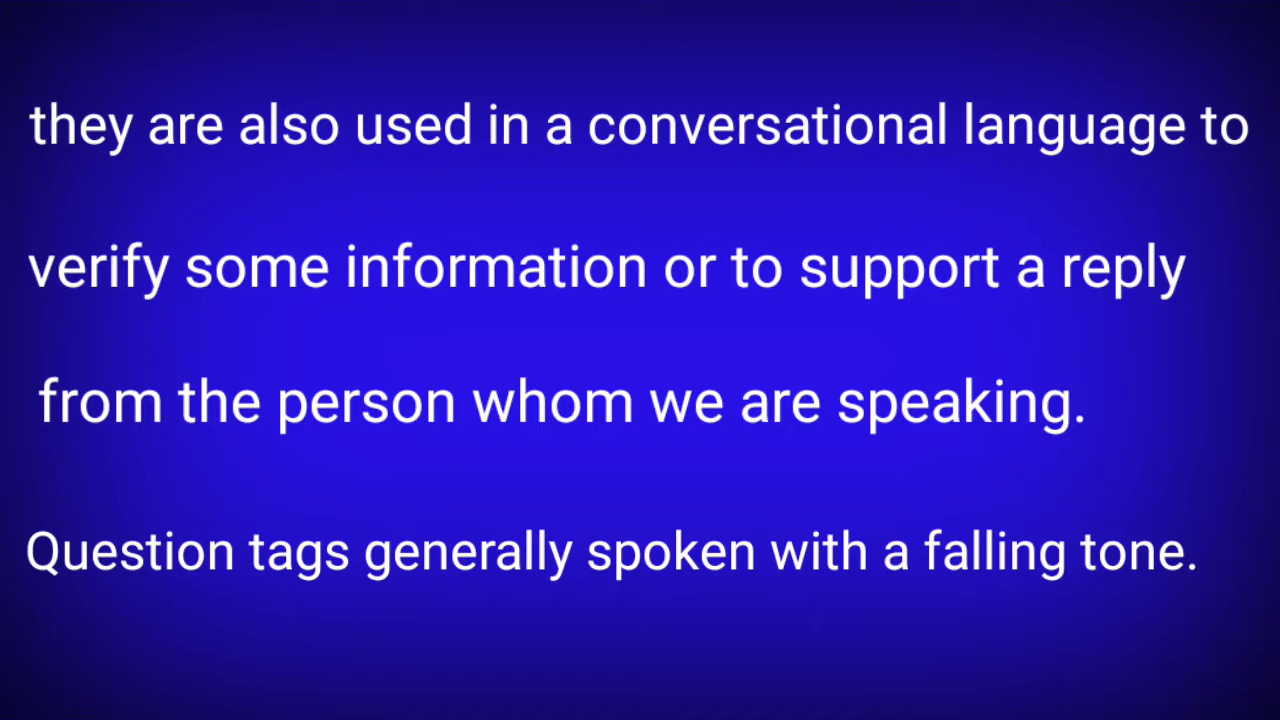 they are also used in a conversational language to
verify some information or to support a reply
from the person whom we are speaking.
Question tags generally spoken with a falling tone.